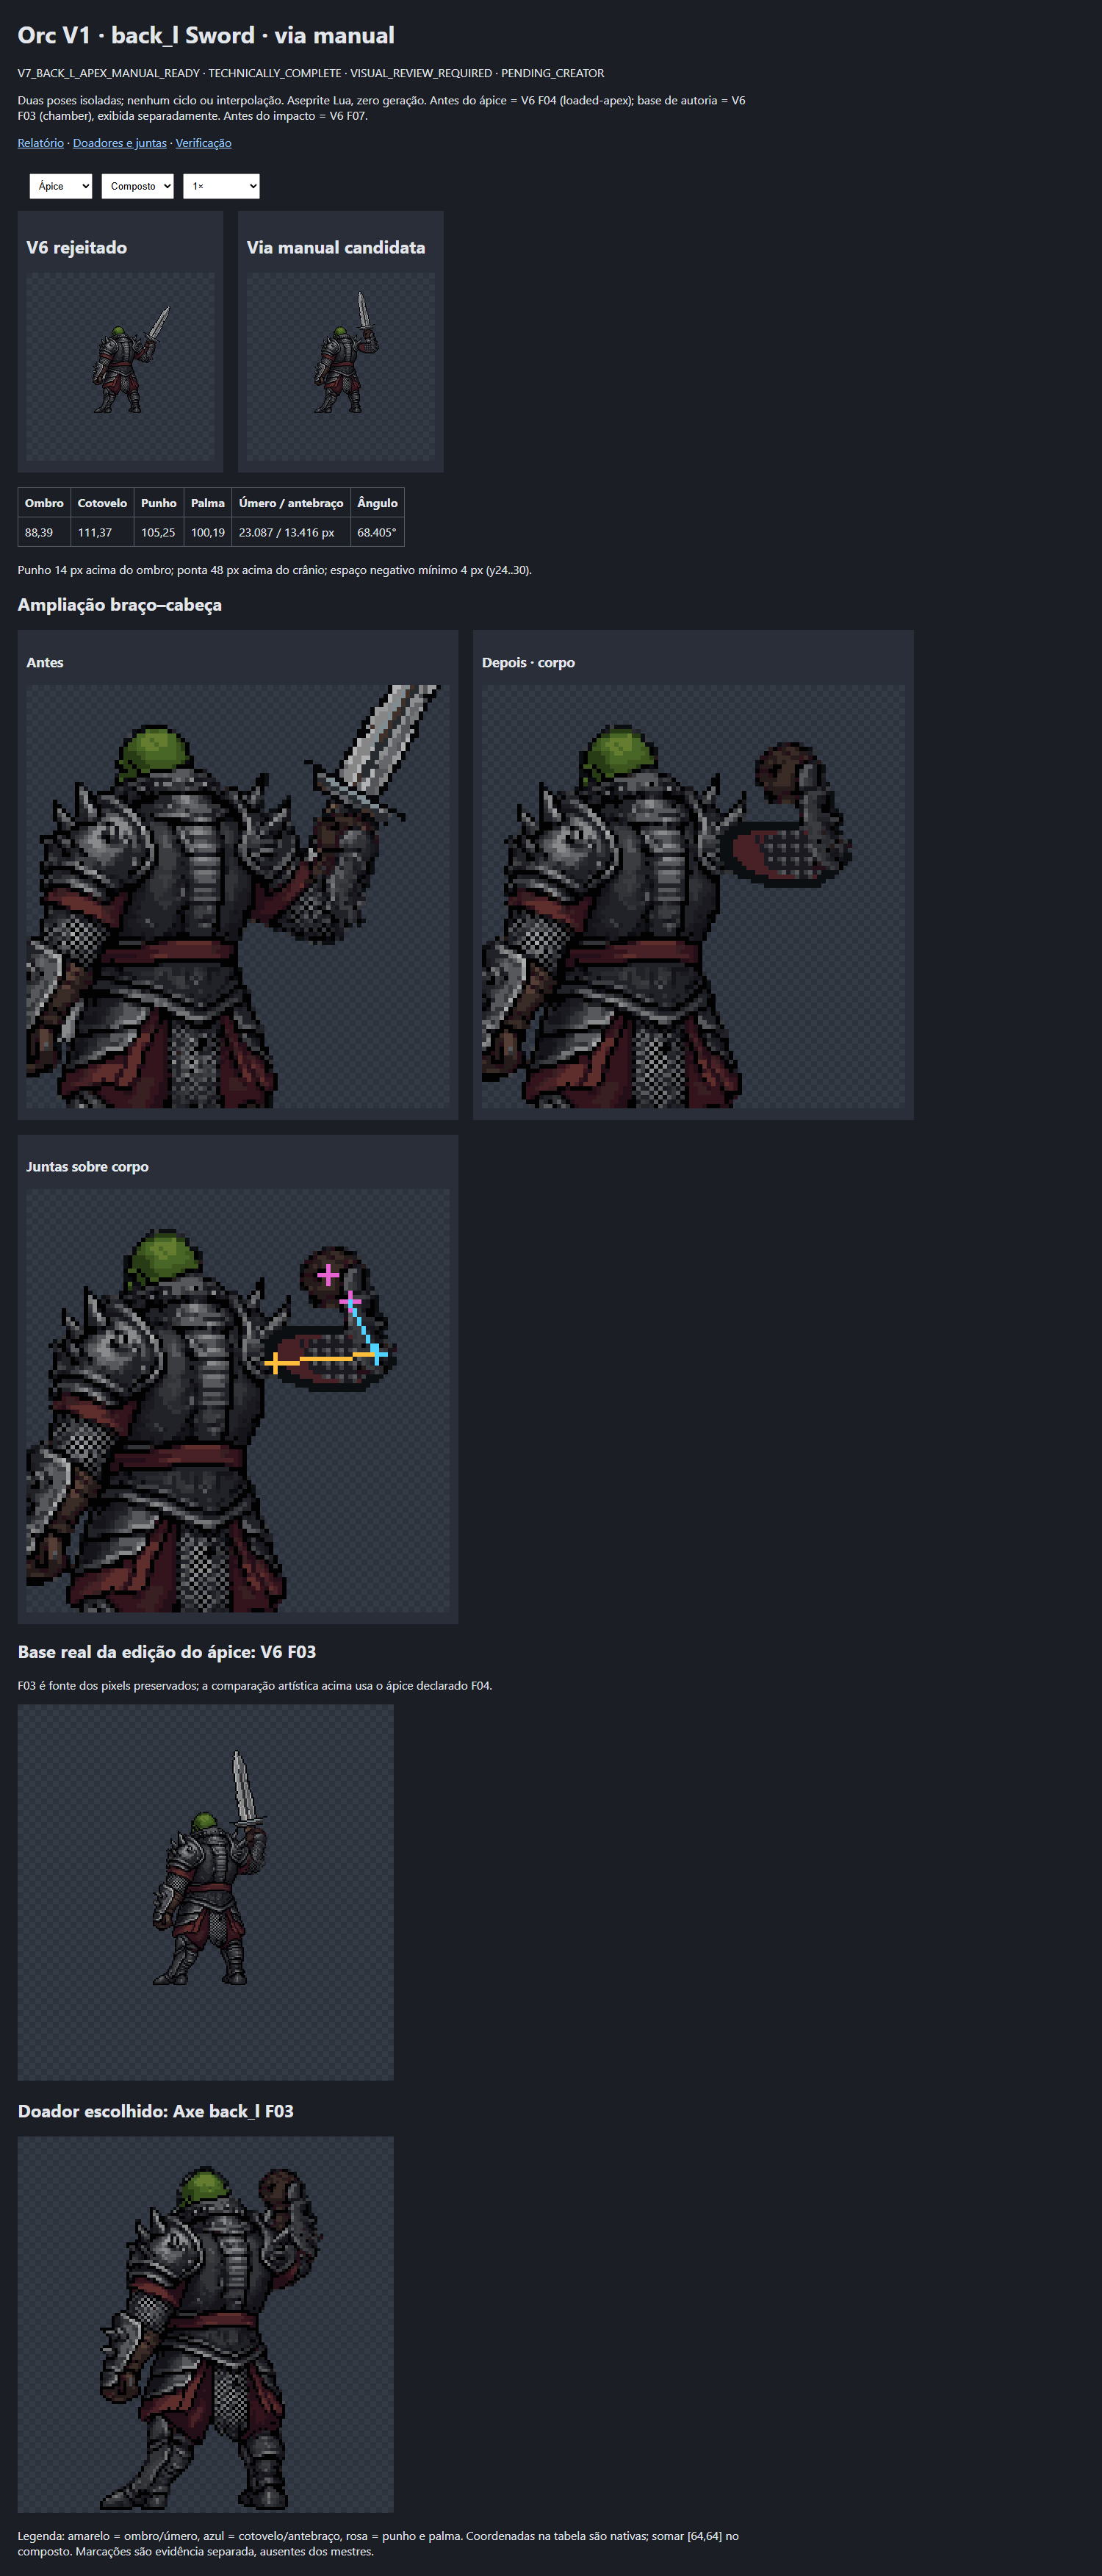 Orc V1 · back_l Sword · via manual
V7_BACK_L_APEX_MANUAL_READY · TECHNICALLY_COMPLETE · VISUAL_REVIEW_REQUIRED · PENDING_CREATOR
Duas poses isoladas; nenhum ciclo ou interpolação. Aseprite Lua, zero geração. Antes do ápice = V6 F04 (loaded-apex); base de autoria = V6
F03 (chamber), exibida separadamente. Antes do impacto = V6 F07.
Relatório · Doadores e juntas · Verificação
Ápice Composto 1×
V6 rejeitado
Via manual candidata
Ombro Cotovelo Punho Palma Úmero / antebraço Ângulo
88,39 111,37 105,25 100,19 23.087 / 13.416 px 68.405°
Punho 14 px acima do ombro; ponta 48 px acima do crânio; espaço negativo mínimo 4 px (y24..30).
Ampliação braço–cabeça
Antes
Depois · corpo
Juntas sobre corpo
Base real da edição do ápice: V6 F03
F03 é fonte dos pixels preservados; a comparação artística acima usa o ápice declarado F04.
Doador escolhido: Axe back_l F03
Legenda: amarelo = ombro/úmero, azul = cotovelo/antebraço, rosa = punho e palma. Coordenadas na tabela são nativas; somar [64,64] no
composto. Marcações são evidência separada, ausentes dos mestres.